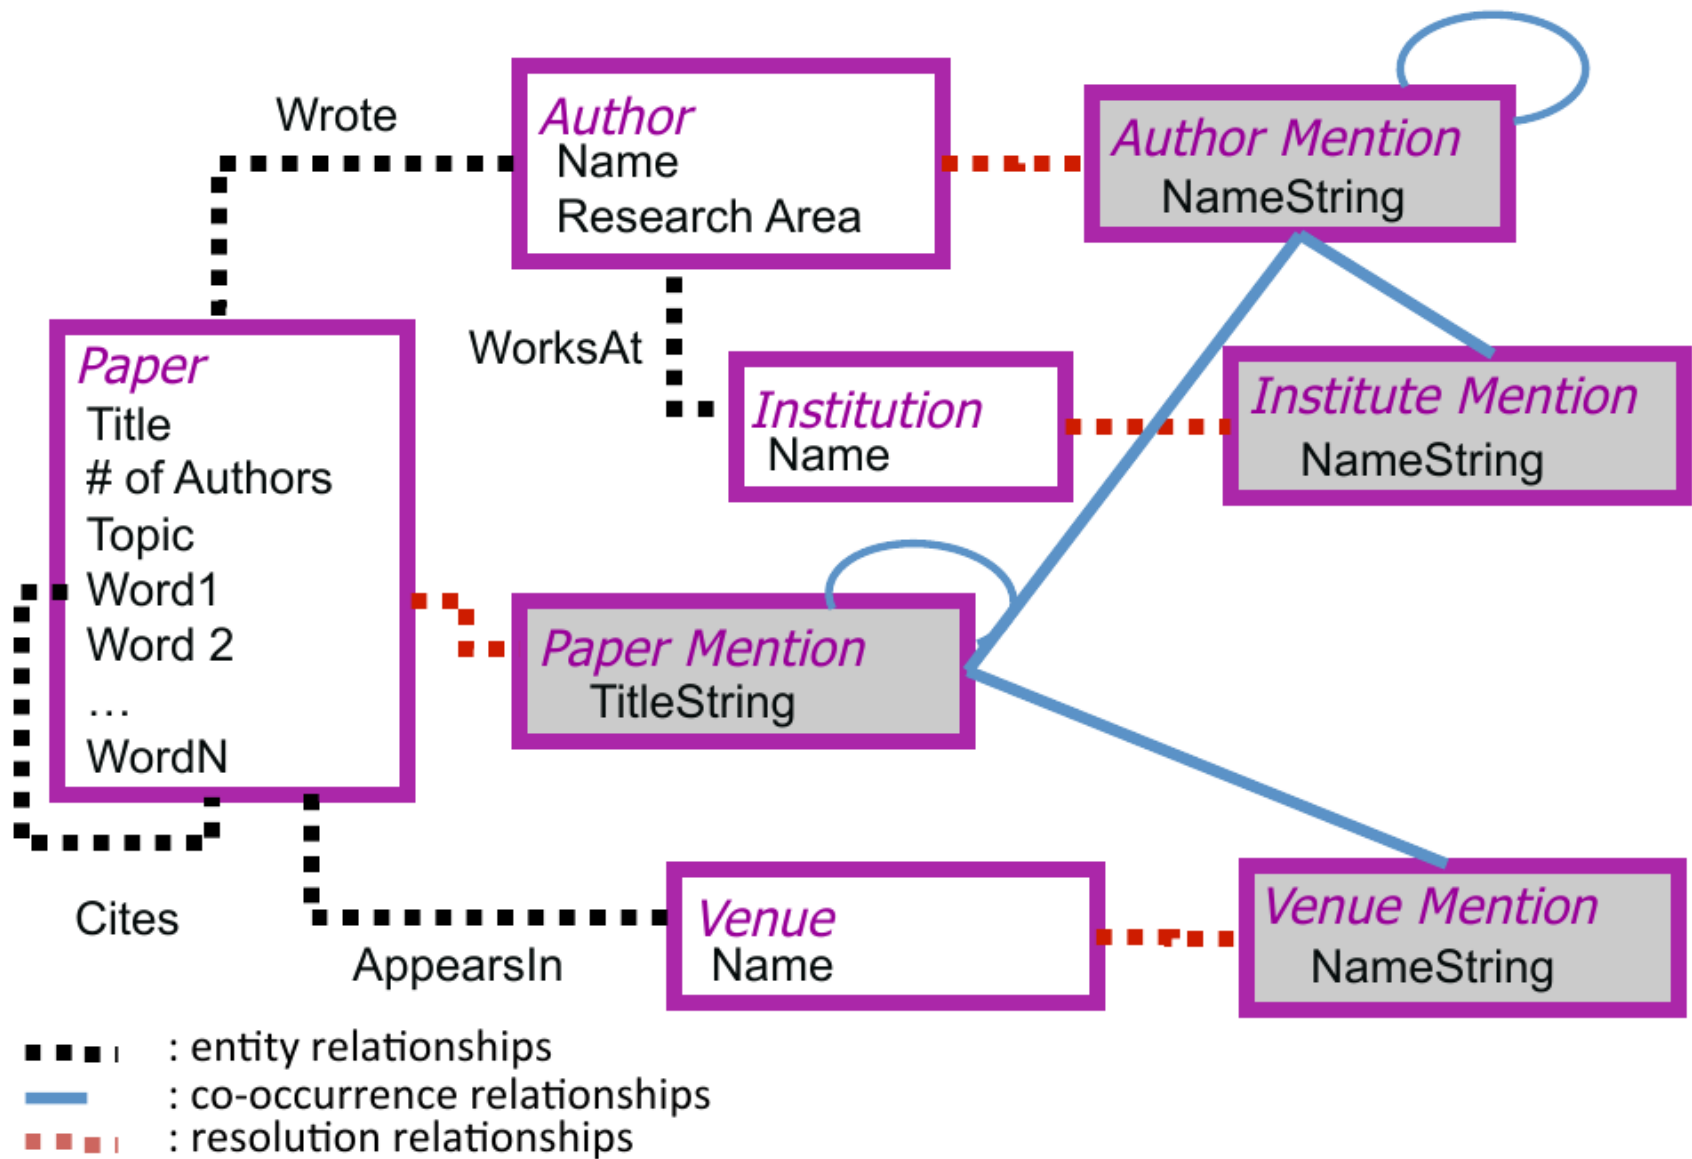 Wrote
Author
Name
Research Area
Author Mention
NameString
WorksAt
Paper
Title
# of Authors
Topic
Word1
Word 2
...
WordN
Institution
Name
Institute Mention
NameString
Paper Mention
TitleString
Cites
AppearsIn
Venue
Name
Venue Mention
NameString
: entity relationships
: co-occurrence relationships
: resolution relationships